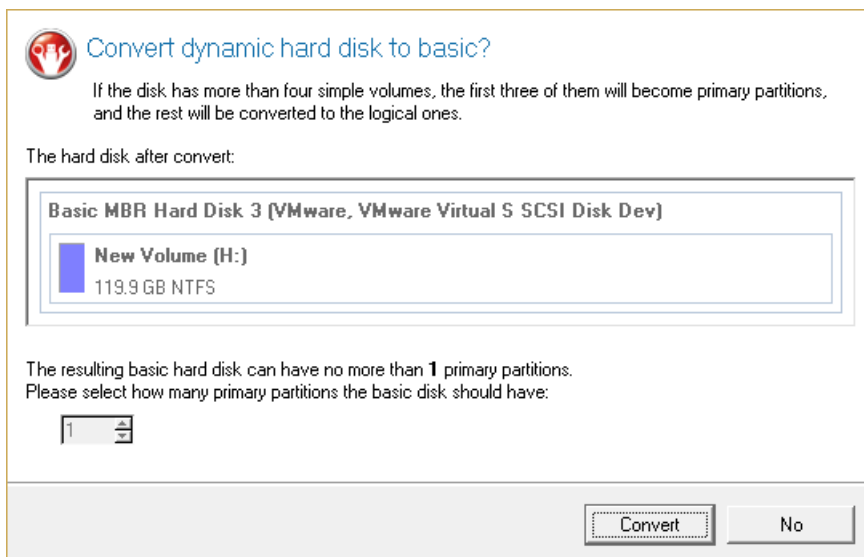 Convert dynamic hard disk to basic?
If the disk has more than four simple volumes, the first three of them will become primary partitions,
and the rest will be converted to the logical ones.
The hard disk after convert:
Basic MBR Hard Disk 3 (VMware, VMware Virtual S SCSI Disk Dev)
New Volume (H:)
119.9 GB NTFS
The resulting basic hard disk can have no more than 1 primary partitions.
Please select how many primary partitions the basic disk should have:
1
Convert No